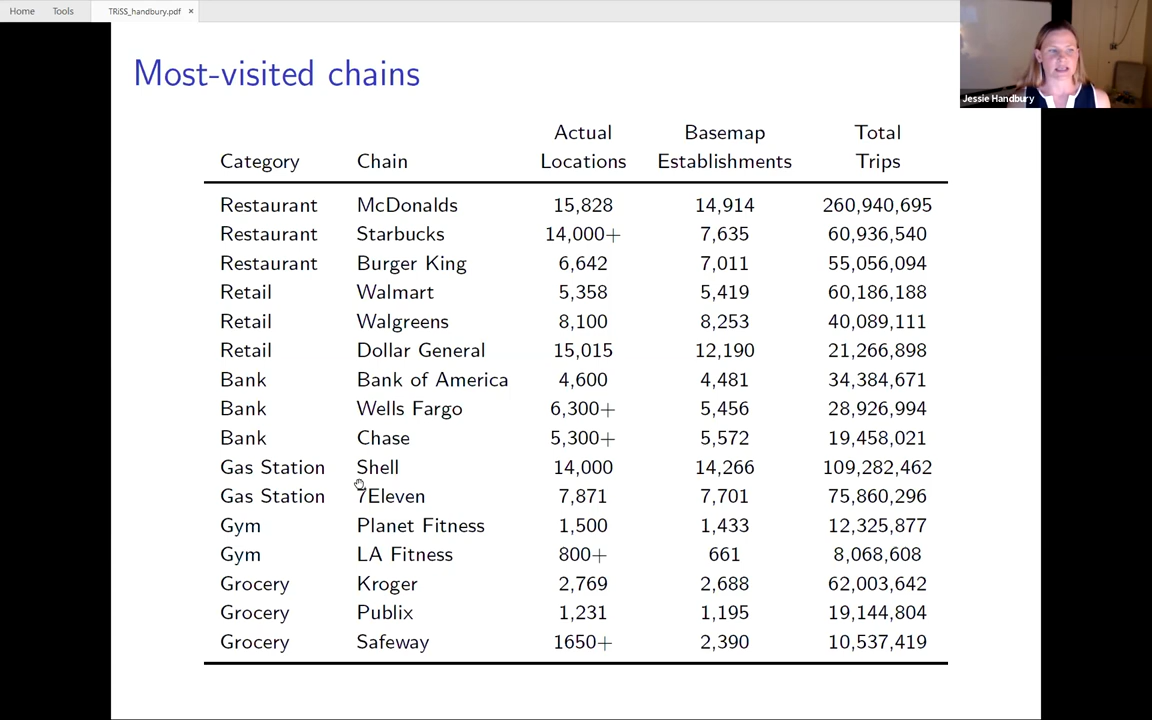 Home Tools TRiSS_handbury.pdf ×
Jessie Handbury
Most-visited chains
Actual Basemap Total
Category Chain Locations Establishments Trips
Restaurant McDonalds 15,828 14,914 260,940,695
Restaurant Starbucks 14,000+ 7,635 60,936,540
Restaurant Burger King 6,642 7,011 55,056,094
Retail Walmart 5,358 5,419 60,186,188
Retail Walgreens 8,100 8,253 40,089,111
Retail Dollar General 15,015 12,190 21,266,898
Bank Bank of America 4,600 4,481 34,384,671
Bank Wells Fargo 6,300+ 5,456 28,926,994
Bank Chase 5,300+ 5,572 19,458,021
Gas Station Shell 14,000 14,266 109,282,462
Gas Station 7Eleven 7,871 7,701 75,860,296
Gym Planet Fitness 1,500 1,433 12,325,877
Gym LA Fitness 800+ 661 8,068,608
Grocery Kroger 2,769 2,688 62,003,642
Grocery Publix 1,231 1,195 19,144,804
Grocery Safeway 1650+ 2,390 10,537,419